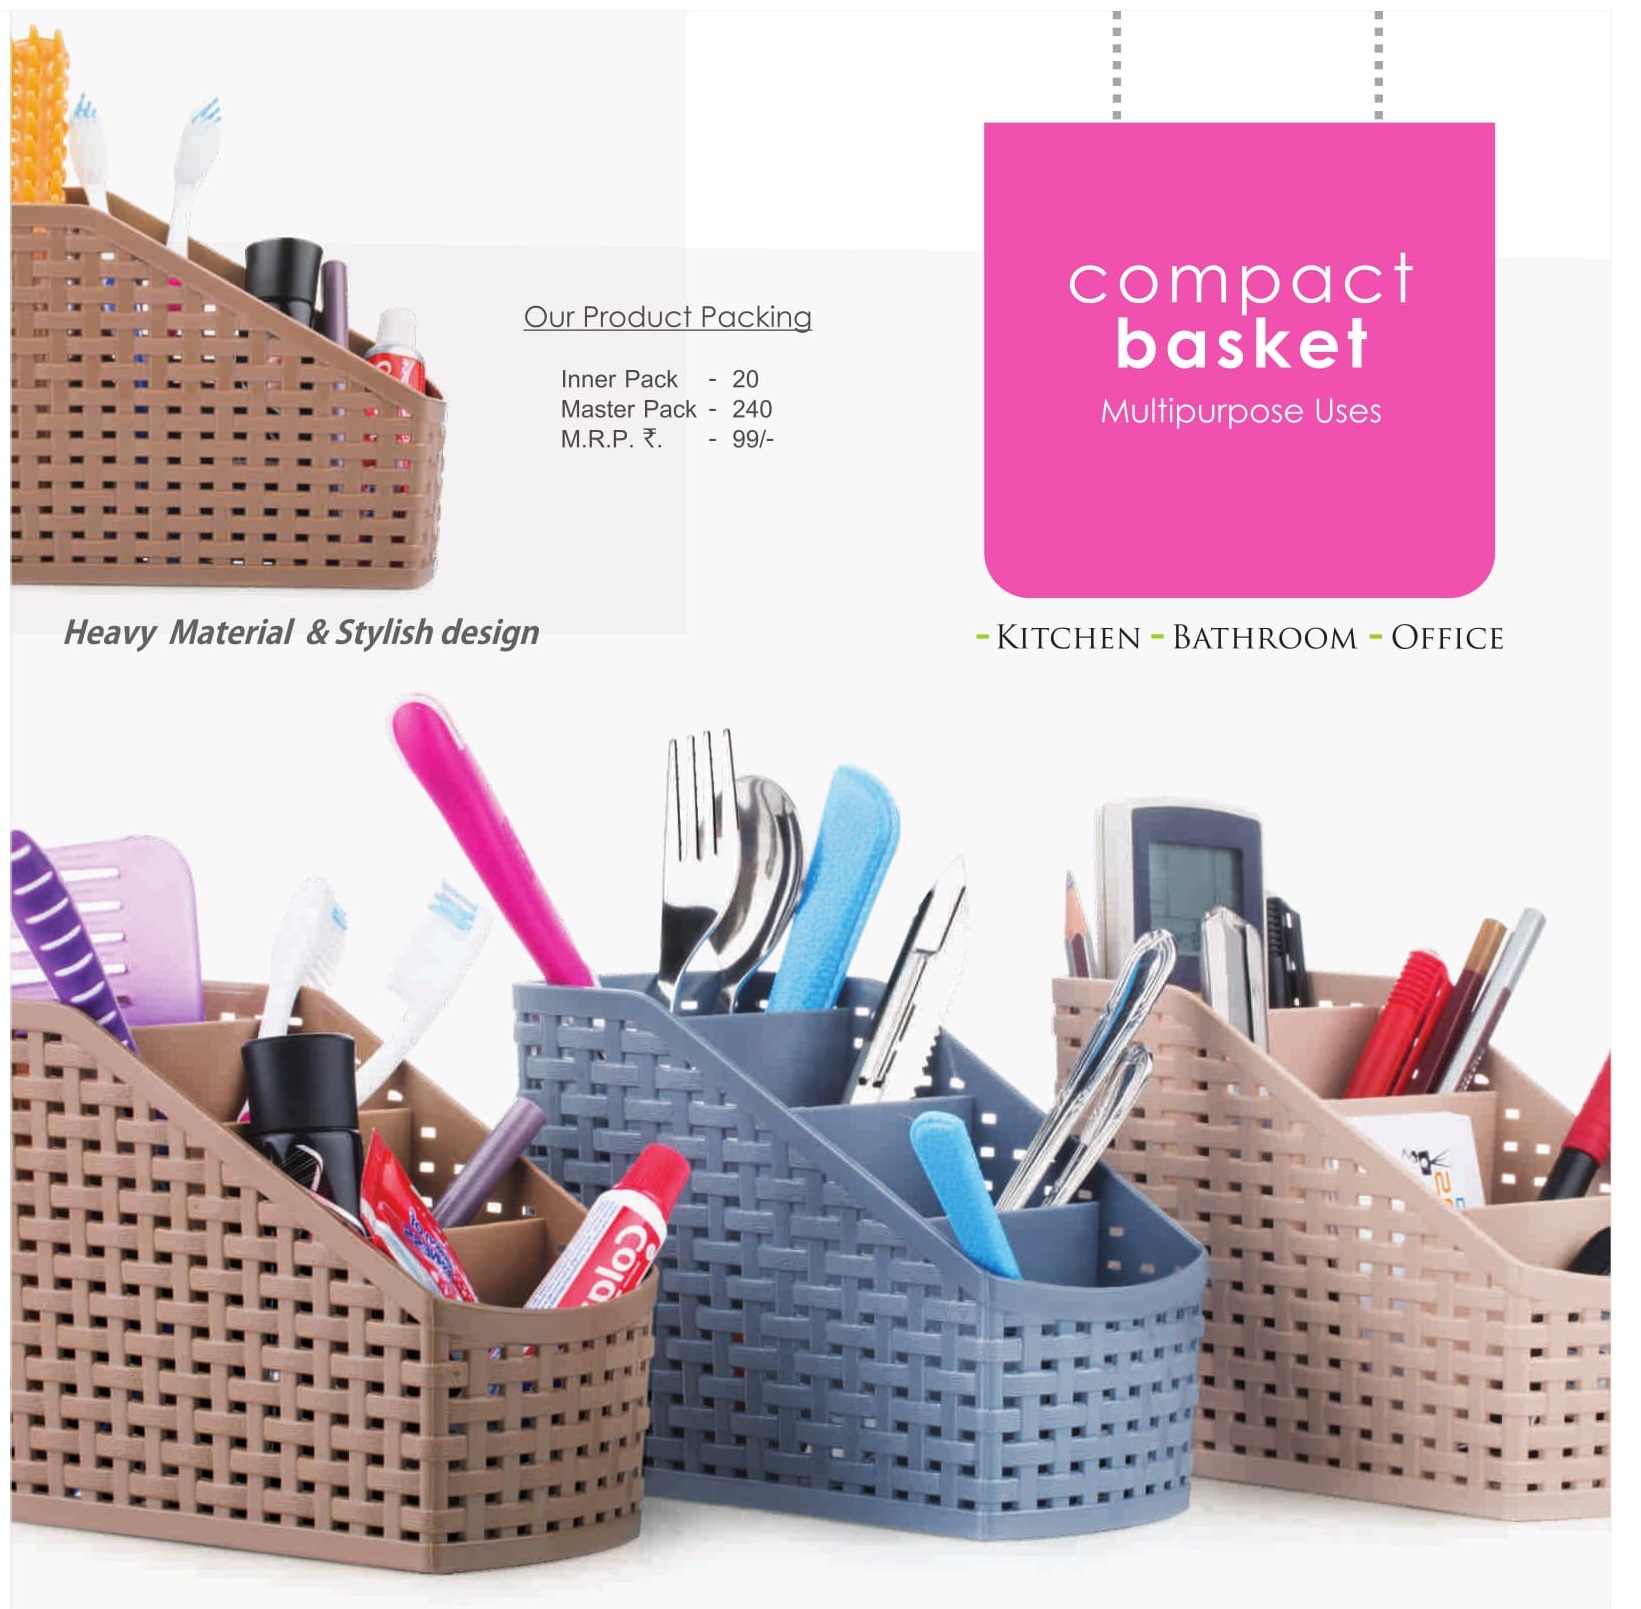 Our Product Packing
Inner Pack - 20
Master Pack - 240
M.R.P. ₹. - 99/-
compact
basket
Multipurpose Uses
Heavy Material & Stylish design
- KITCHEN - BATHROOM - OFFICE